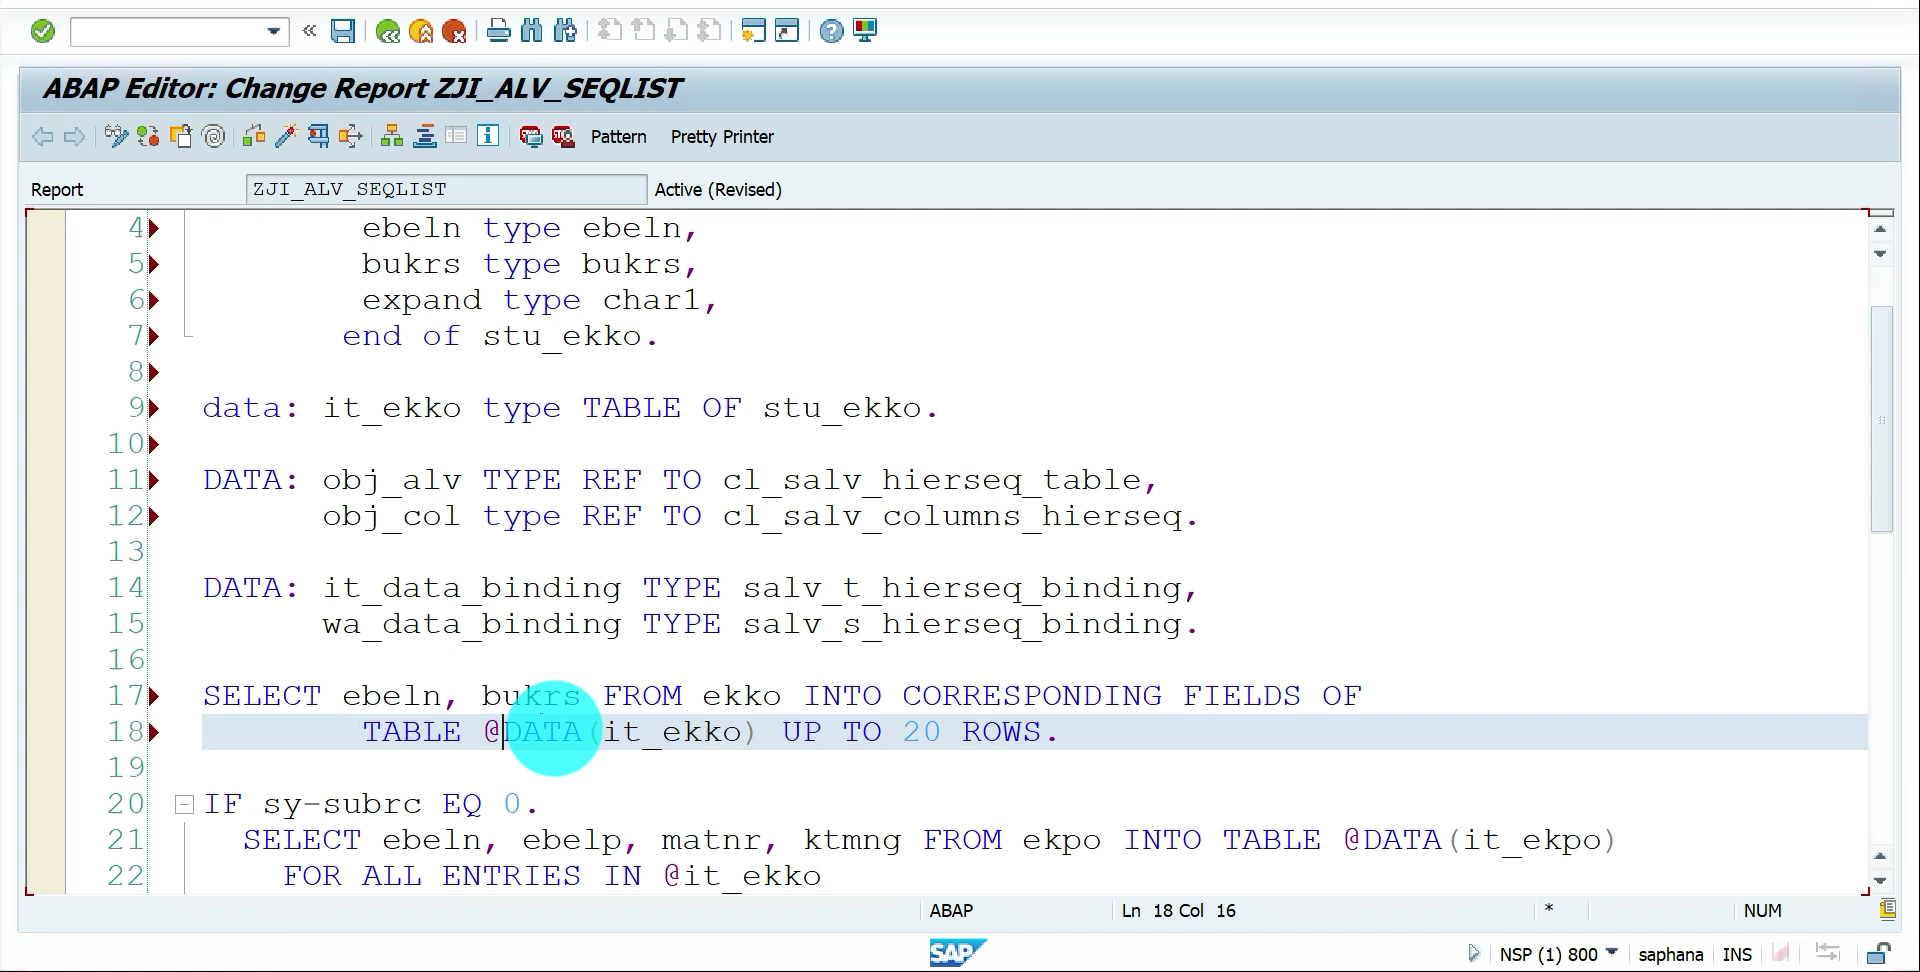 ABAP Editor: Change Report ZJI_ALV_SEQLIST
Pattern Pretty Printer
Report ZJI_ALV_SEQLIST Active (Revised)
4 ebeln type ebeln,
5 bukrs type bukrs,
6 expand type char1,
7 end of stu_ekko.
8
9 data: it_ekko type TABLE OF stu_ekko.
10
11 DATA: obj_alv TYPE REF TO cl_salv_hierseq_table,
12 obj_col type REF TO cl_salv_columns_hierseq.
13
14 DATA: it_data_binding TYPE salv_t_hierseq_binding,
15 wa_data_binding TYPE salv_s_hierseq_binding.
16
17 SELECT ebeln, bukrs FROM ekko INTO CORRESPONDING FIELDS OF
18 TABLE @DATA(it_ekko) UP TO 20 ROWS.
19
20 IF sy-subrc EQ 0.
21 SELECT ebeln, ebelp, matnr, ktmng FROM ekpo INTO TABLE @DATA(it_ekpo)
22 FOR ALL ENTRIES IN @it_ekko
ABAP Ln 18 Col 16 * NUM
SAP NSP (1) 800 saphana INS